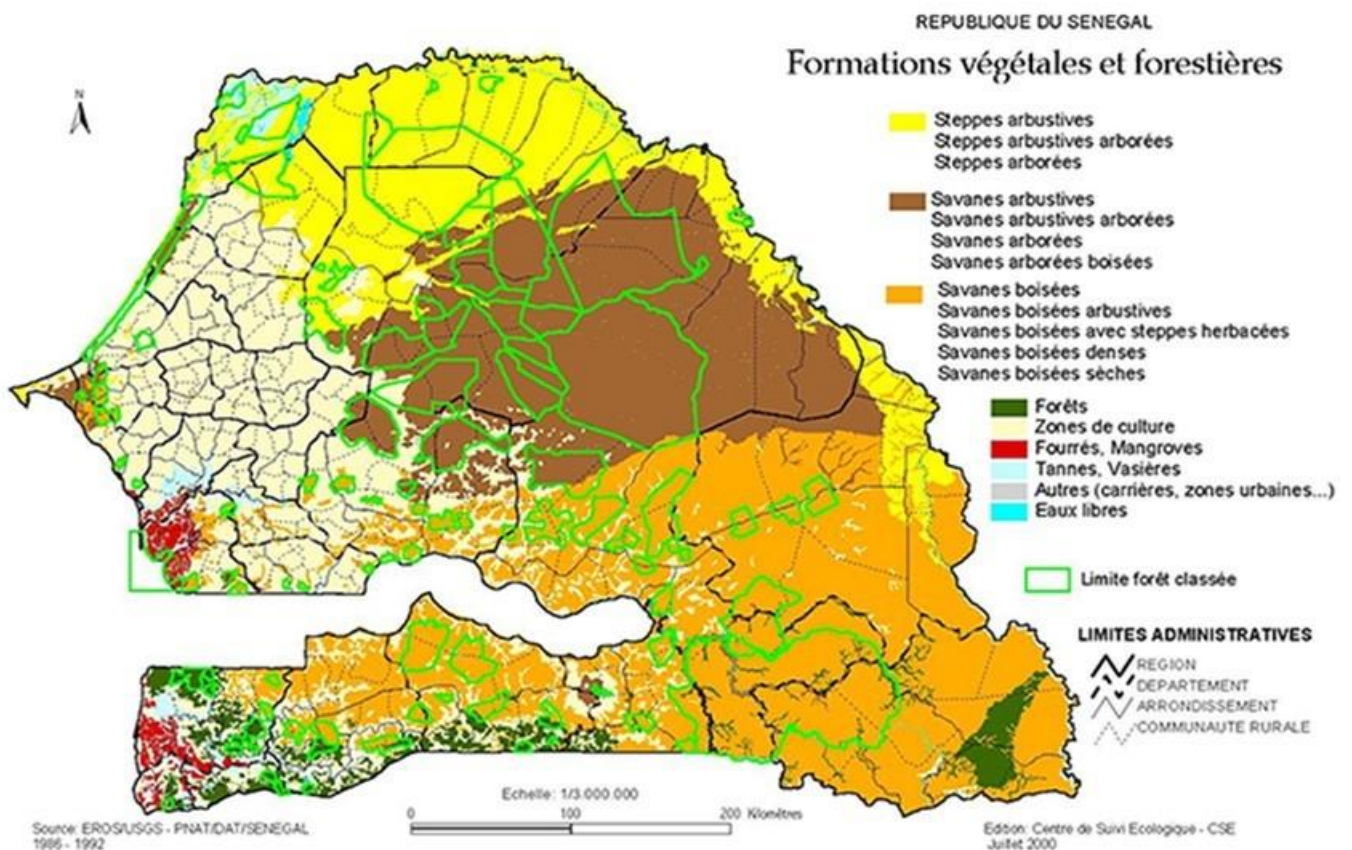 REPUBLIQUE DU SENEGAL
Formations végétales et forestières
N
Steppes arbustives
Steppes arbustives arborées
Steppes arborées
Savanes arbustives
Savanes arbustives arborées
Savanes arborées
Savanes arborées boisées
Savanes boisées
Savanes boisées arbustives
Savanes boisées avec steppes herbacées
Savanes boisées denses
Savanes boisées sèches
Forêts
Zones de culture
Fourrés, Mangroves
Tannes, Vasières
Autres (carrières, zones urbaines...)
Eaux libres
Limite forêt classée
LIMITES ADMINISTRATIVES
REGION
DEPARTEMENT
ARRONDISSEMENT
COMMUNAUTE RURALE
Echelle: 1/3.000.000
0 100 200 Kilomètres
Source: EROS/USGS - PNAT/DAT/SENEGAL
1986 - 1992
Edition: Centre de Suivi Ecologique - CSE
Juillet 2000